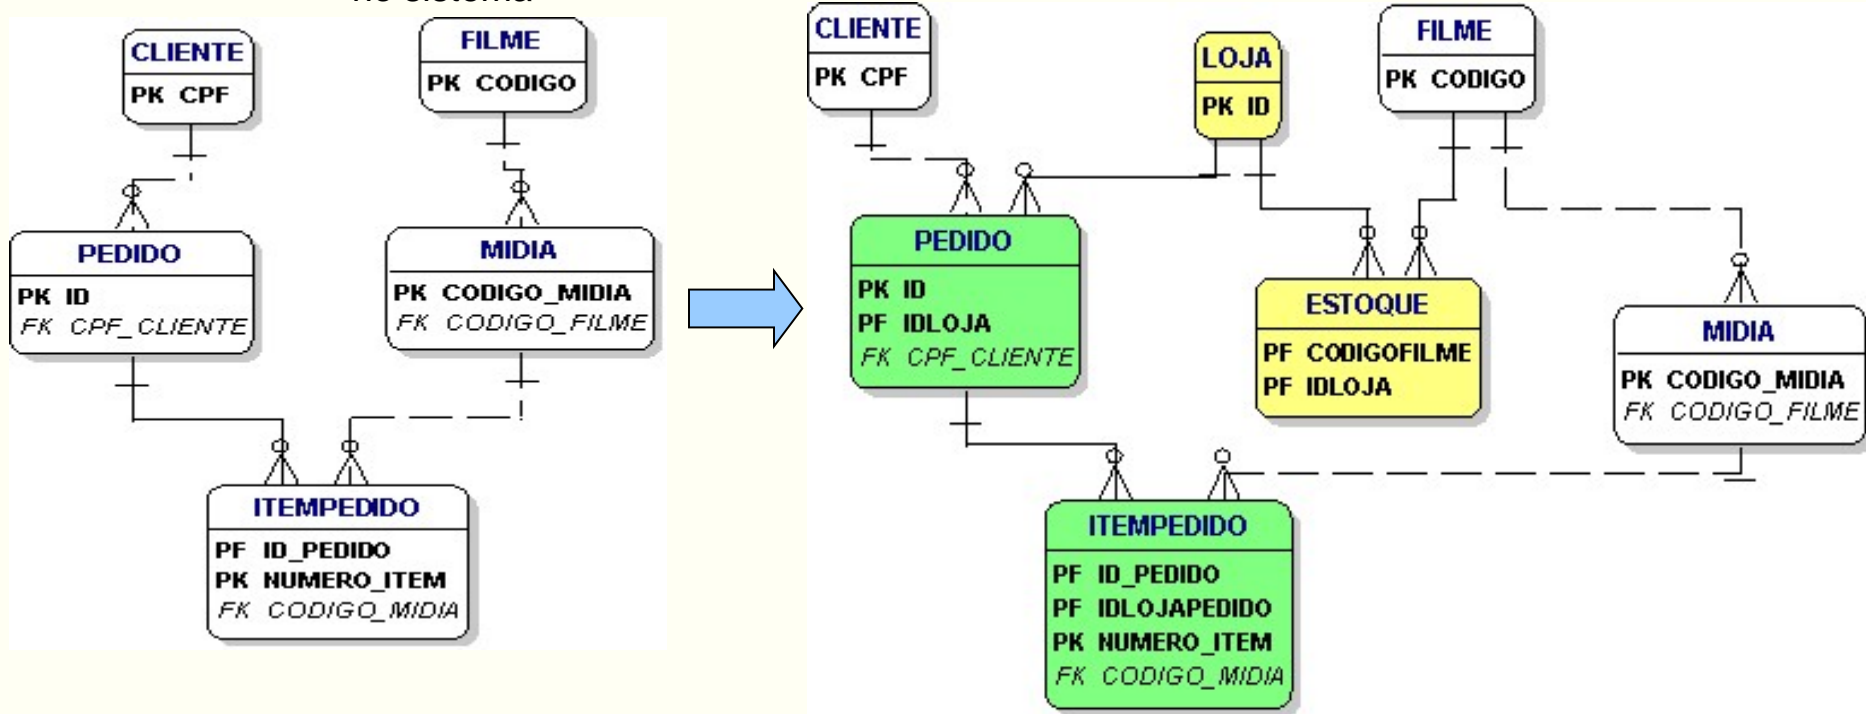 no sistema
CLIENTE
PK CPF
FILME
PK CODIGO
PEDIDO
PK ID
FK CPF_CLIENTE
MIDIA
PK CODIGO_MIDIA
FK CODIGO_FILME
ITEMPEDIDO
PF ID_PEDIDO
PK NUMERO_ITEM
FK CODIGO_MIDIA
CLIENTE
PK CPF
LOJA
PK ID
FILME
PK CODIGO
PEDIDO
PK ID
PF IDLOJA
FK CPF_CLIENTE
ESTOQUE
PF CODIGOFILME
PF IDLOJA
MIDIA
PK CODIGO_MIDIA
FK CODIGO_FILME
ITEMPEDIDO
PF ID_PEDIDO
PF IDLOJAPEDIDO
PK NUMERO_ITEM
FK CODIGO_MIDIA